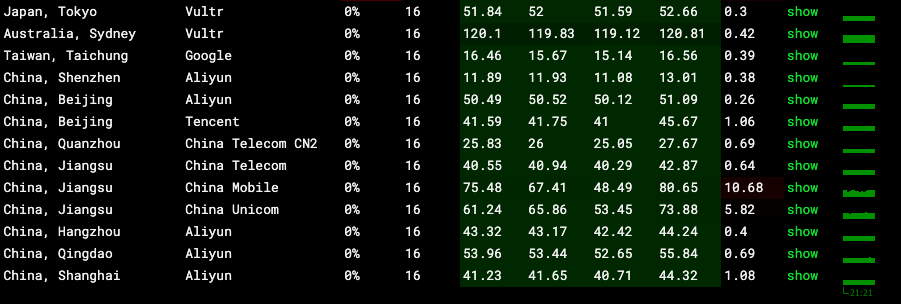 Japan, Tokyo Vultr 0% 16 51.84 52 51.59 52.66 0.3 show
Australia, Sydney Vultr 0% 16 120.1 119.83 119.12 120.81 0.42 show
Taiwan, Taichung Google 0% 16 16.46 15.67 15.14 16.56 0.39 show
China, Shenzhen Aliyun 0% 16 11.89 11.93 11.08 13.01 0.38 show
China, Beijing Aliyun 0% 16 50.49 50.52 50.12 51.09 0.26 show
China, Beijing Tencent 0% 16 41.59 41.75 41 45.67 1.06 show
China, Quanzhou China Telecom CN2 0% 16 25.83 26 25.05 27.67 0.69 show
China, Jiangsu China Telecom 0% 16 40.55 40.94 40.29 42.87 0.64 show
China, Jiangsu China Mobile 0% 16 75.48 67.41 48.49 80.65 10.68 show
China, Jiangsu China Unicom 0% 16 61.24 65.86 53.45 73.88 5.82 show
China, Hangzhou Aliyun 0% 16 43.32 43.17 42.42 44.24 0.4 show
China, Qingdao Aliyun 0% 16 53.96 53.44 52.65 55.84 0.69 show
China, Shanghai Aliyun 0% 16 41.23 41.65 40.71 44.32 1.08 show
21:21